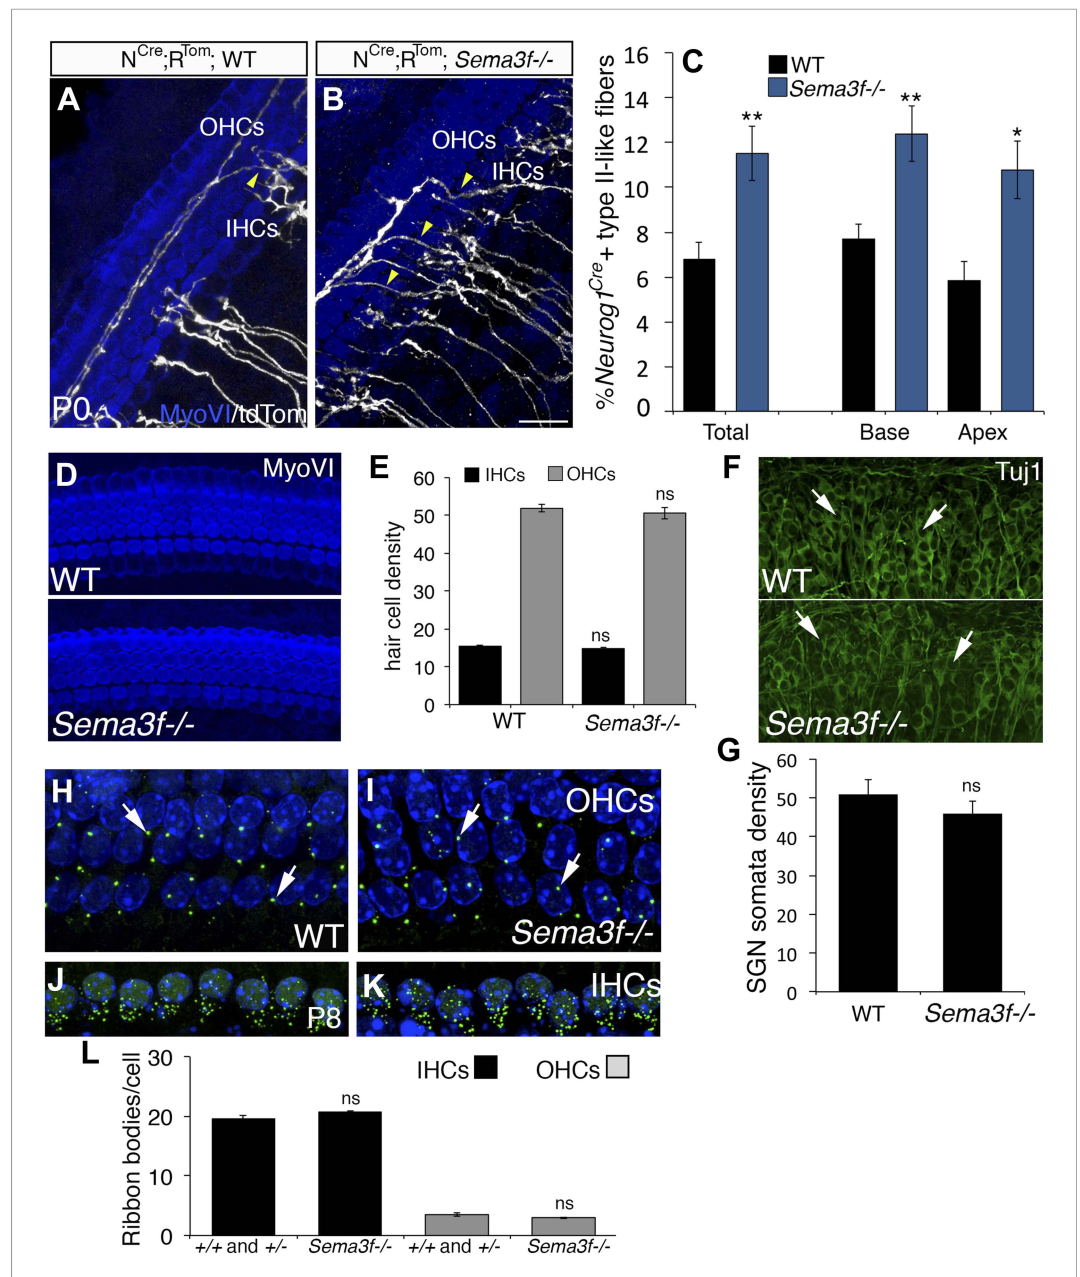 N^Cre;R^Tom; WT
N^Cre;R^Tom; Sema3f-/-
A
OHCs
IHCs
P0
MyoVI/tdTom
B
OHCs
IHCs
C
WT
Sema3f-/-
%Neurog1^Cre+ type II-like fibers
16
14
12
10
8
6
4
2
0
**
**
*
Total
Base
Apex
D
MyoVI
WT
Sema3f-/-
E
IHCs
OHCs
hair cell density
60
50
40
30
20
10
0
ns
ns
WT
Sema3f-/-
F
Tuj1
WT
Sema3f-/-
G
SGN somata density
60
50
40
30
20
10
0
ns
WT
Sema3f-/-
H
WT
I
OHCs
Sema3f-/-
J
P8
K
IHCs
L
IHCs
OHCs
Ribbon bodies/cell
30
20
10
0
ns
ns
+/+ and +/-
Sema3f-/-
+/+ and +/-
Sema3f-/-